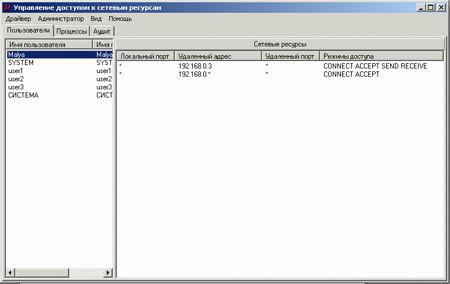 Управление доступом к сетевым ресурсам
Драйвер Администратор Вид Помощь
Пользователи Процессы Аудит
Имя пользователя Имя п
Сетевые ресурсы
Локальный порт Удаленный адрес Удаленный порт Режимы доступа
Malya Malya
SYSTEM SYST
user1 user1
user2 user2
user3 user3
СИСТЕМА СИСТ
* 192.168.0.3 * CONNECT ACCEPT SEND RECEIVE
* 192.168.0.* * CONNECT ACCEPT